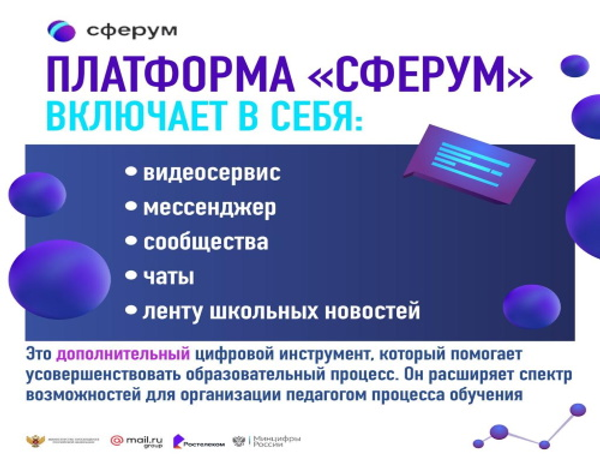 сферум
ПЛАТФОРМА «СФЕРУМ»
ВКЛЮЧАЕТ В СЕБЯ:
• видеосервис
• мессенджер
• сообщества
• чаты
• ленту школьных новостей
Это дополнительный цифровой инструмент, который помогает
усовершенствовать образовательный процесс. Он расширяет спектр
возможностей для организации педагогом процесса обучения
@mail.ru
group
Ростелеком
Минцифры
России